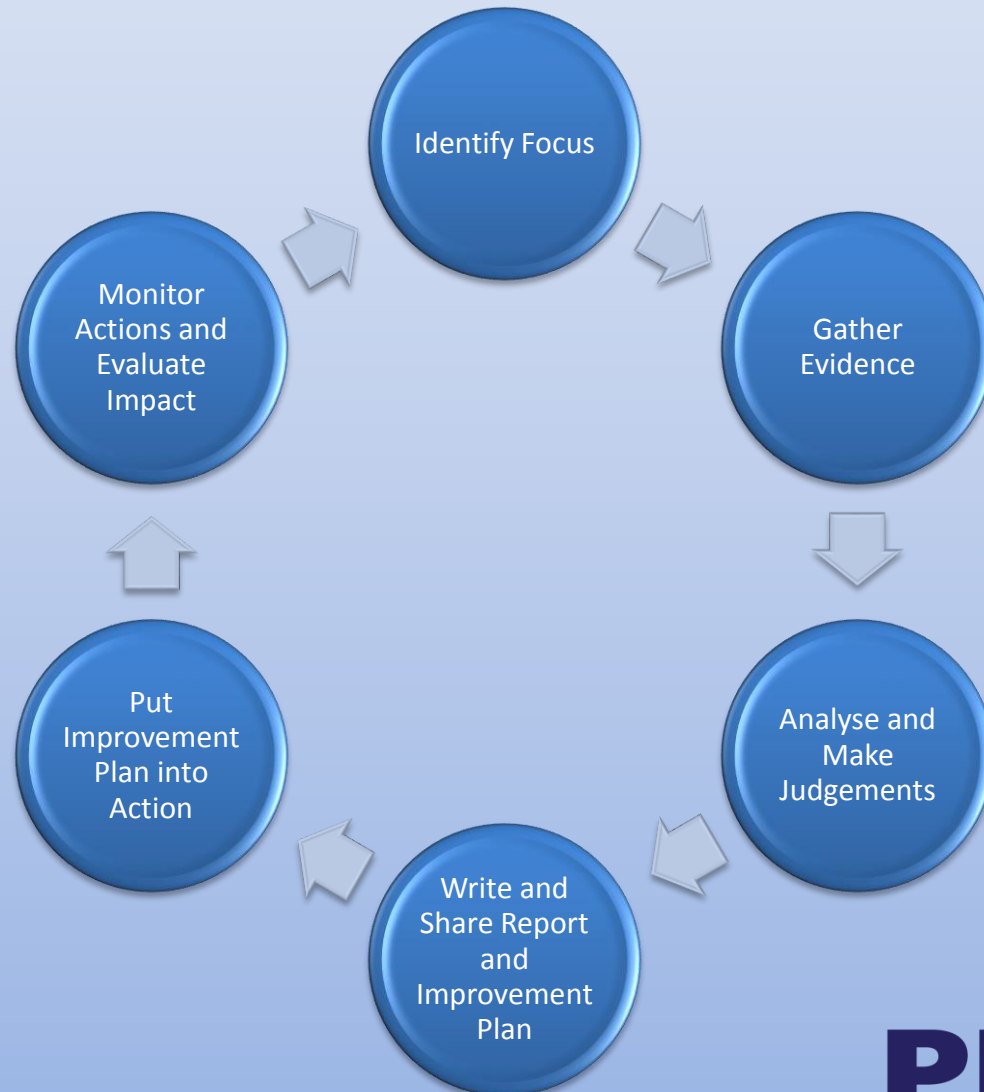 Identify Focus
Gather
Evidence
Analyse and
Make
Judgements
Write and
Share Report
and
Improvement
Plan
Put
Improvement
Plan into
Action
Monitor
Actions and
Evaluate
Impact